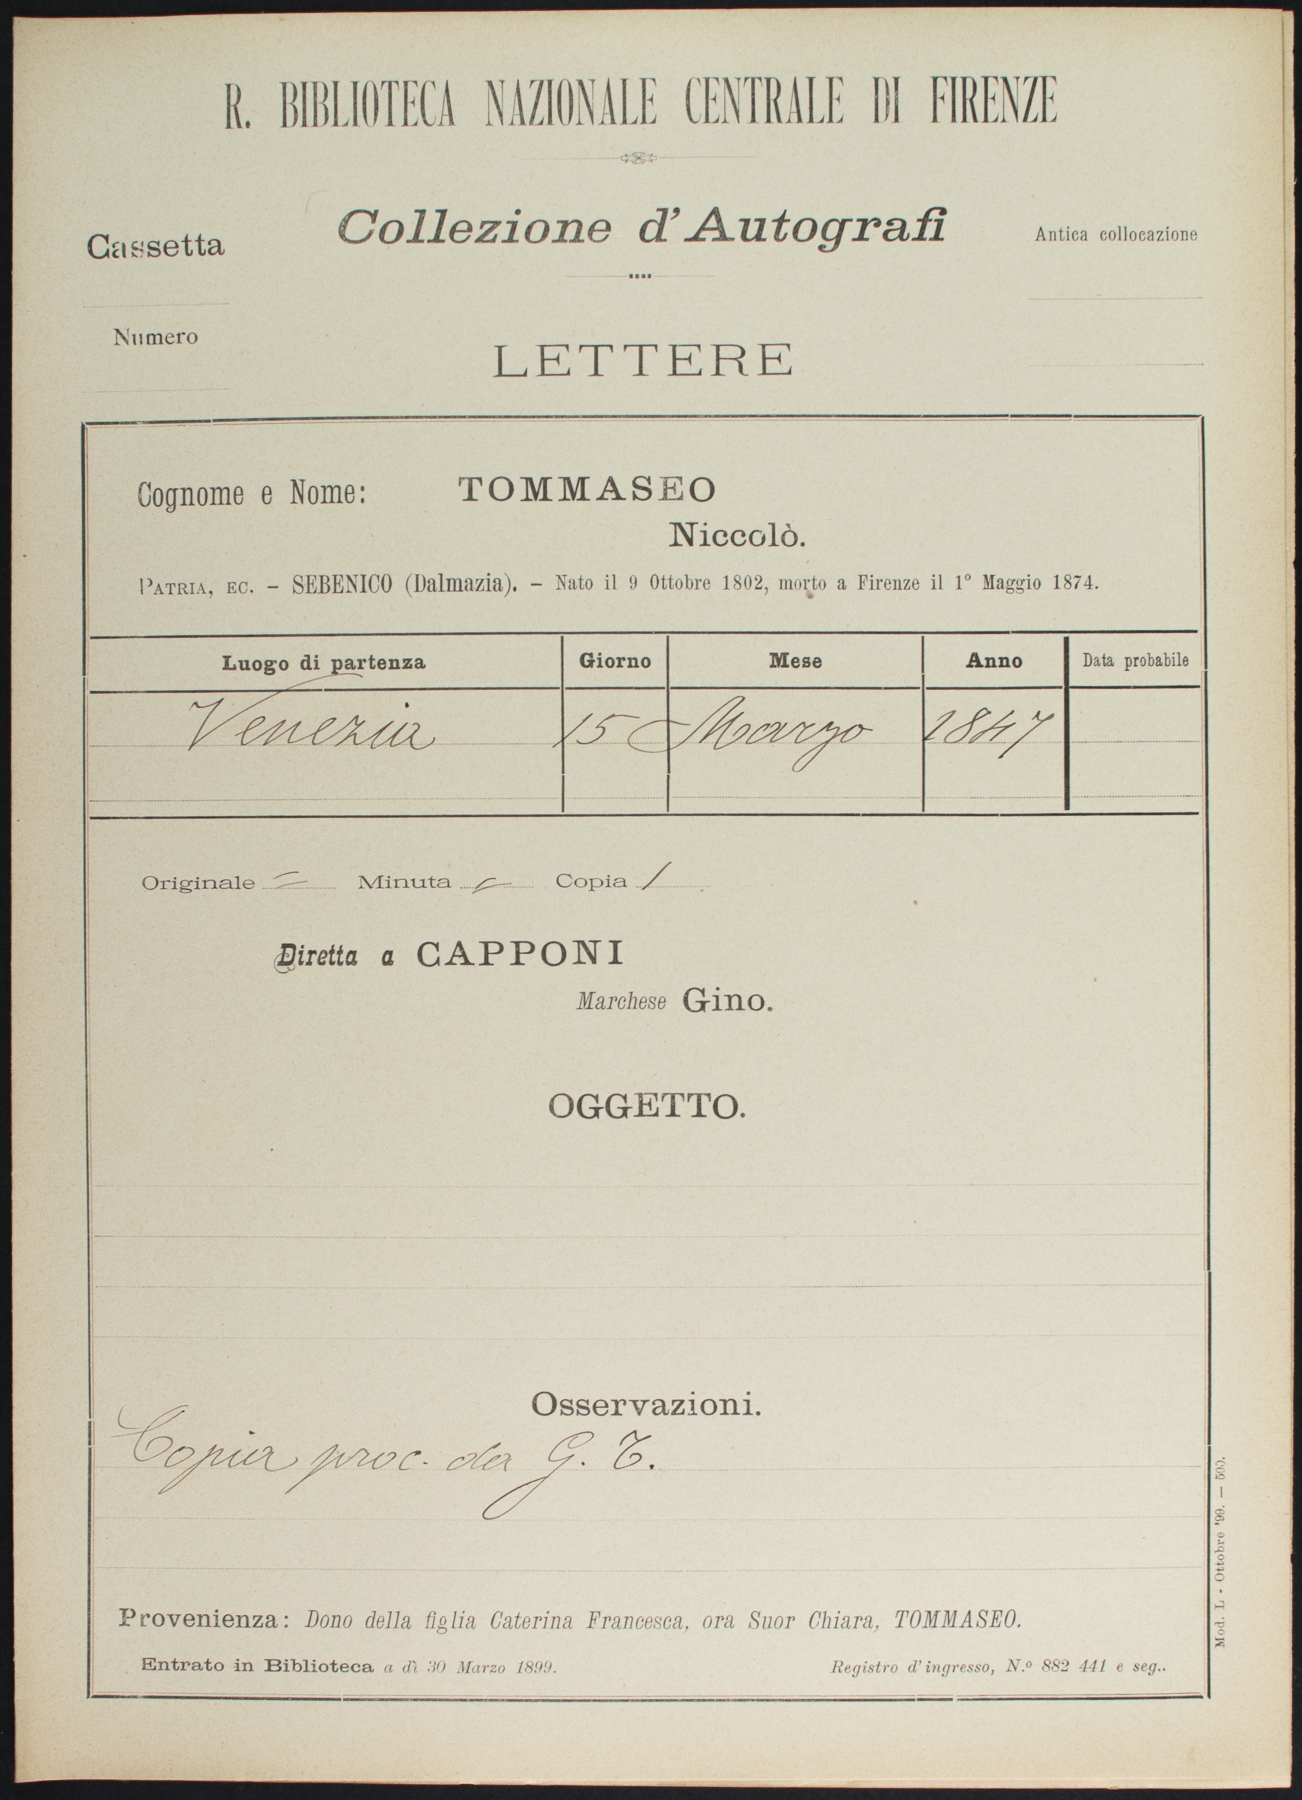 R. BIBLIOTECA NAZIONALE CENTRALE DI FIRENZE
Collezione d'Autografi
Cassetta
Antica collocazione
Numero
LETTERE
Cognome e Nome: TOMMASEO
Niccolò.
PATRIA, EC. – SEBENICO (Dalmazia). – Nato il 9 Ottobre 1802, morto a Firenze il 1° Maggio 1874.
Luogo di partenza Giorno Mese Anno Data probabile
Venezia 15 Marzo 1847
Originale = Minuta = Copia /
Diretta a CAPPONI
Marchese Gino.
OGGETTO.
Osservazioni.
Copia proc. da G. T.
Provenienza: Dono della figlia Caterina Francesca, ora Suor Chiara, TOMMASEO.
Entrato in Biblioteca a dì 30 Marzo 1899. Registro d'ingresso, N.º 882 441 e seg..
Mod. L - Ottobre '99. — 500.